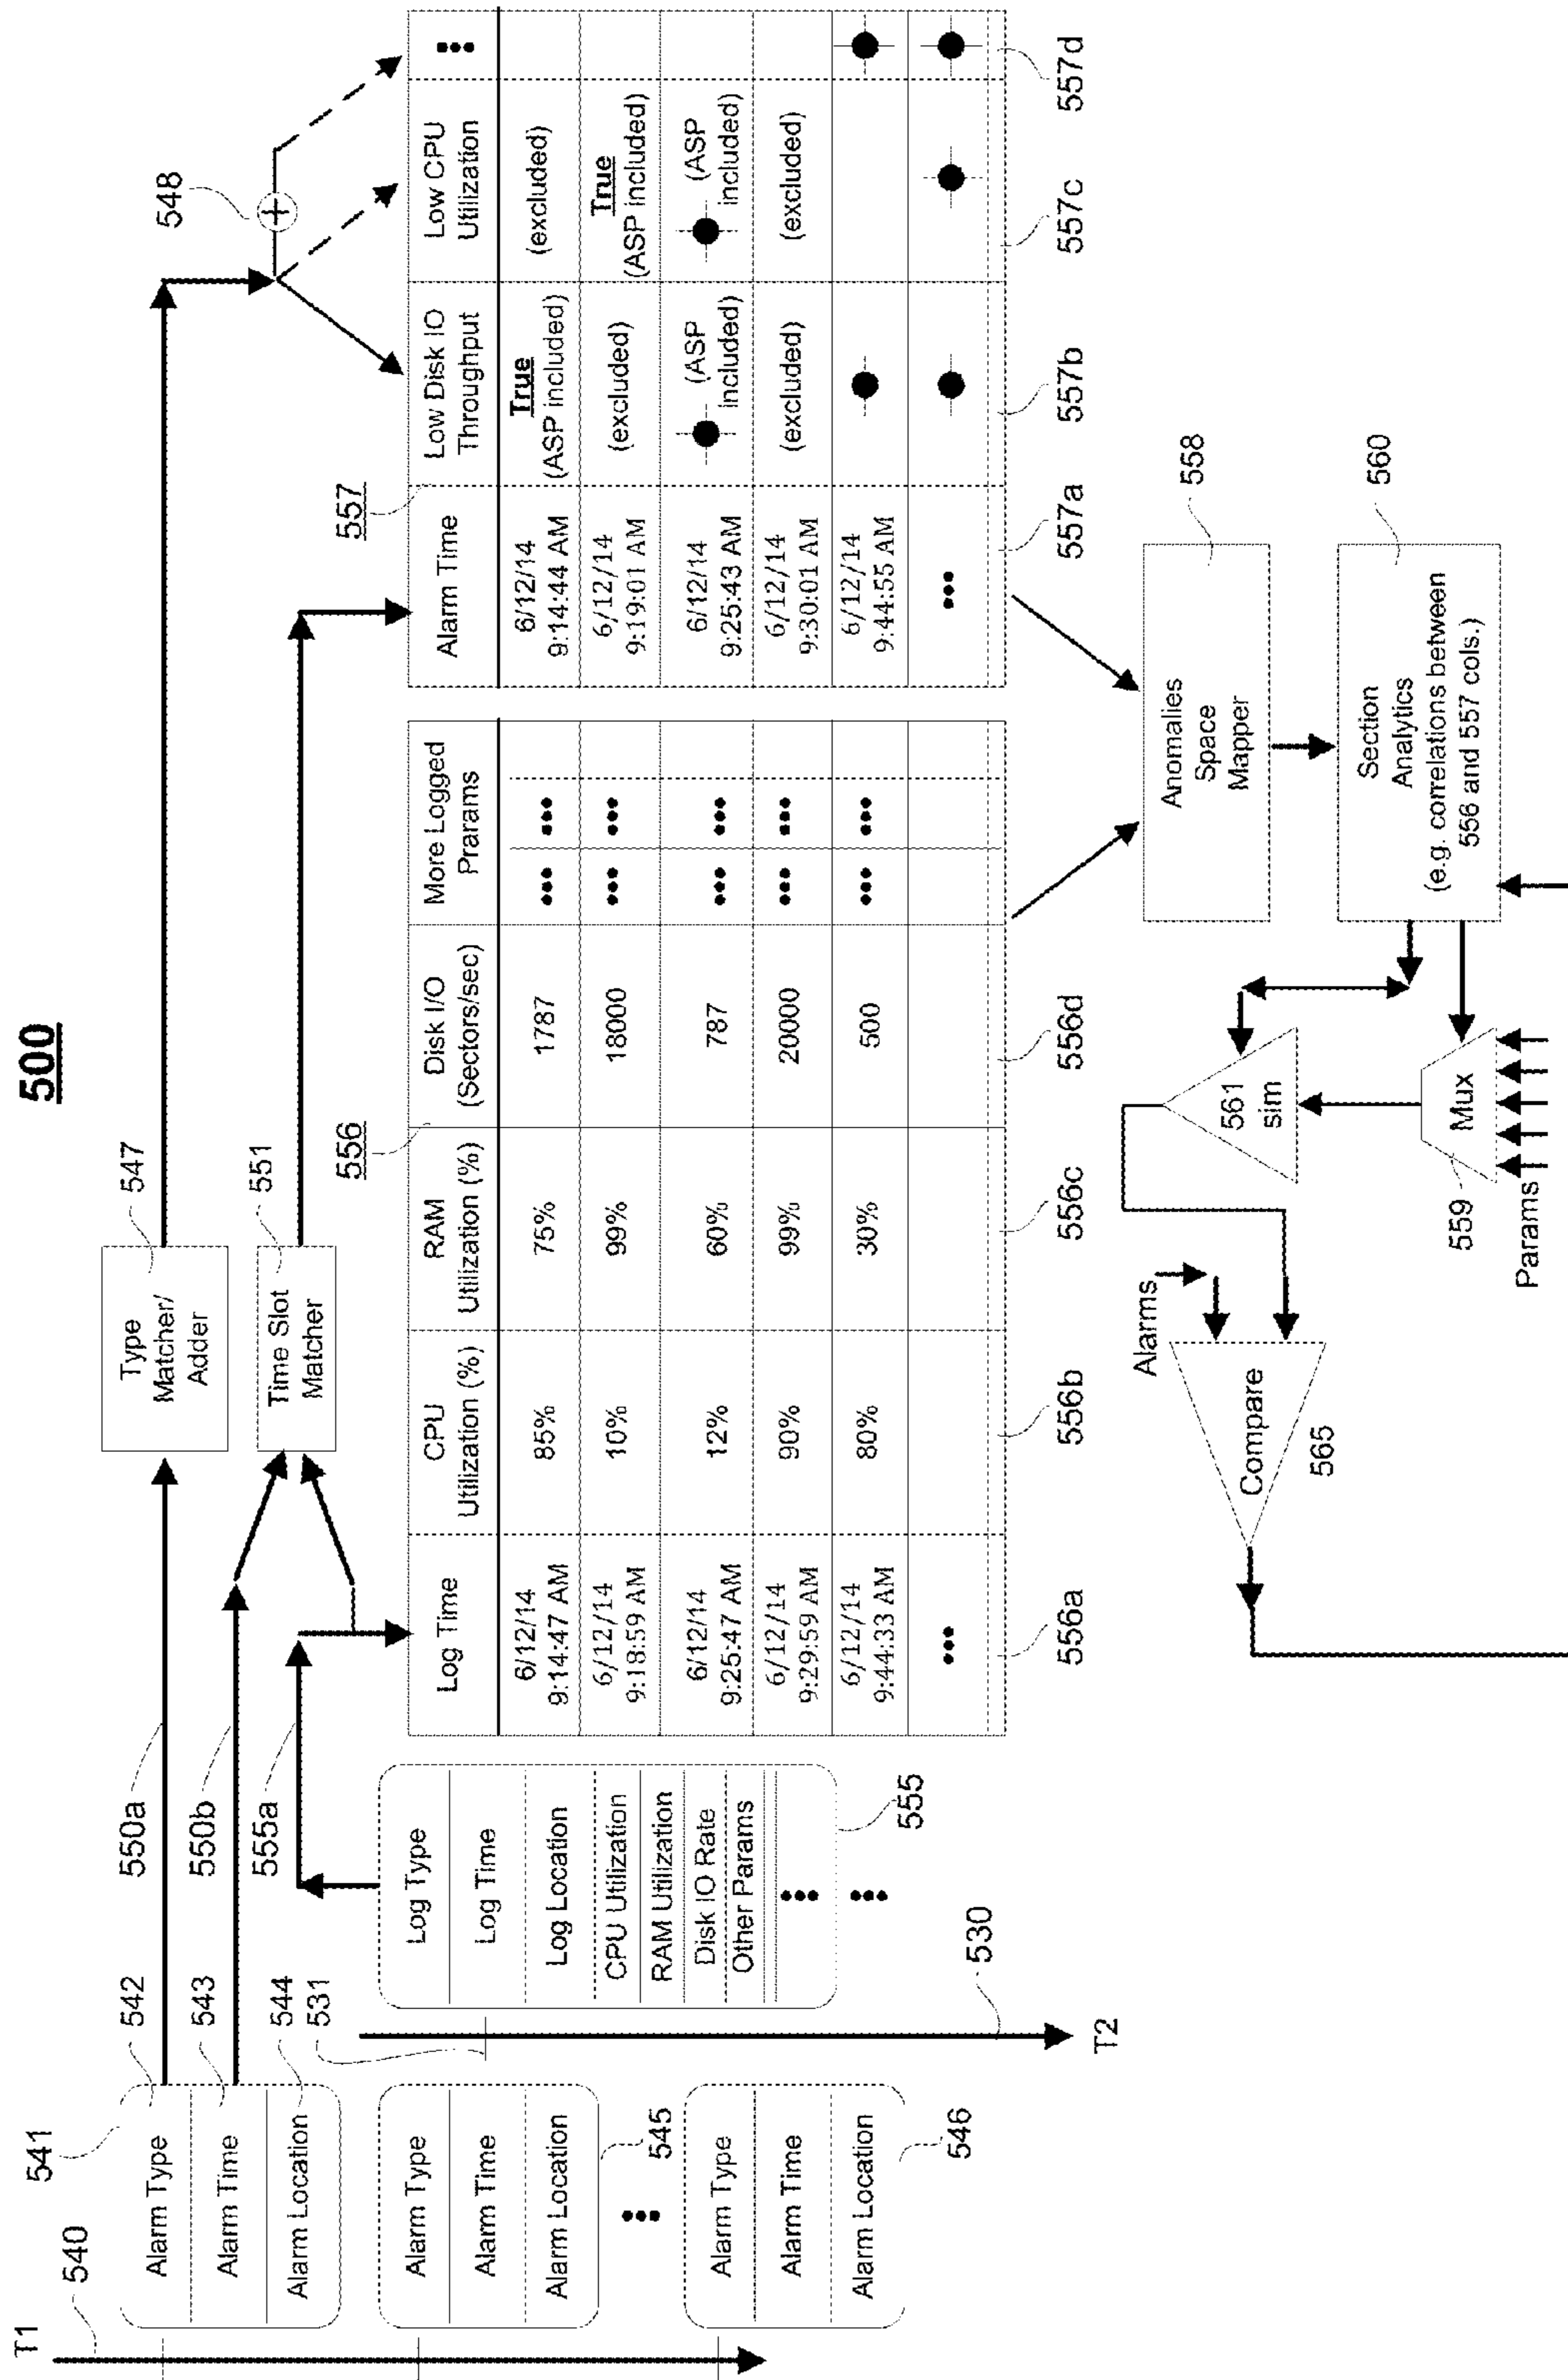 500
T1
540
541
Alarm Type
542
Alarm Time
543
Alarm Location
544
531
Alarm Type
Alarm Time
Alarm Location
545
•••
Alarm Type
Alarm Time
Alarm Location
546
530
T2
550a
550b
555a
Log Type
Log Time
Log Location
CPU Utilization
RAM Utilization
Disk IO Rate
Other Params
•••
•••
555
Type
Matcher/
Adder
547
Time Slot
Matcher
551
548
556
Log Time
CPU
Utilization (%)
RAM
Utilization (%)
Disk I/O
(Sectors/sec)
More Logged
Prarams
6/12/14
9:14:47 AM
85%
75%
1787
••• •••
6/12/14
9:18:59 AM
10%
99%
18000
••• •••
6/12/14
9:25:47 AM
12%
60%
787
••• •••
6/12/14
9:29:59 AM
90%
99%
20000
••• •••
6/12/14
9:44:33 AM
80%
30%
500
••• •••
•••
556a
556b
556c
556d
557
Alarm Time
Low Disk IO
Throughput
Low CPU
Utilization
•••
6/12/14
9:14:44 AM
True
(ASP included)
(excluded)
6/12/14
9:19:01 AM
(excluded)
True
(ASP included)
6/12/14
9:25:43 AM
(ASP
included)
(ASP
included)
6/12/14
9:30:01 AM
(excluded)
(excluded)
6/12/14
9:44:55 AM
•••
557a
557b
557c
557d
Anomalies
Space
Mapper
558
Section
Analytics
(e.g. correlations between
556 and 557 cols.)
560
561
sim
Mux
559
Params
Alarms
Compare
565